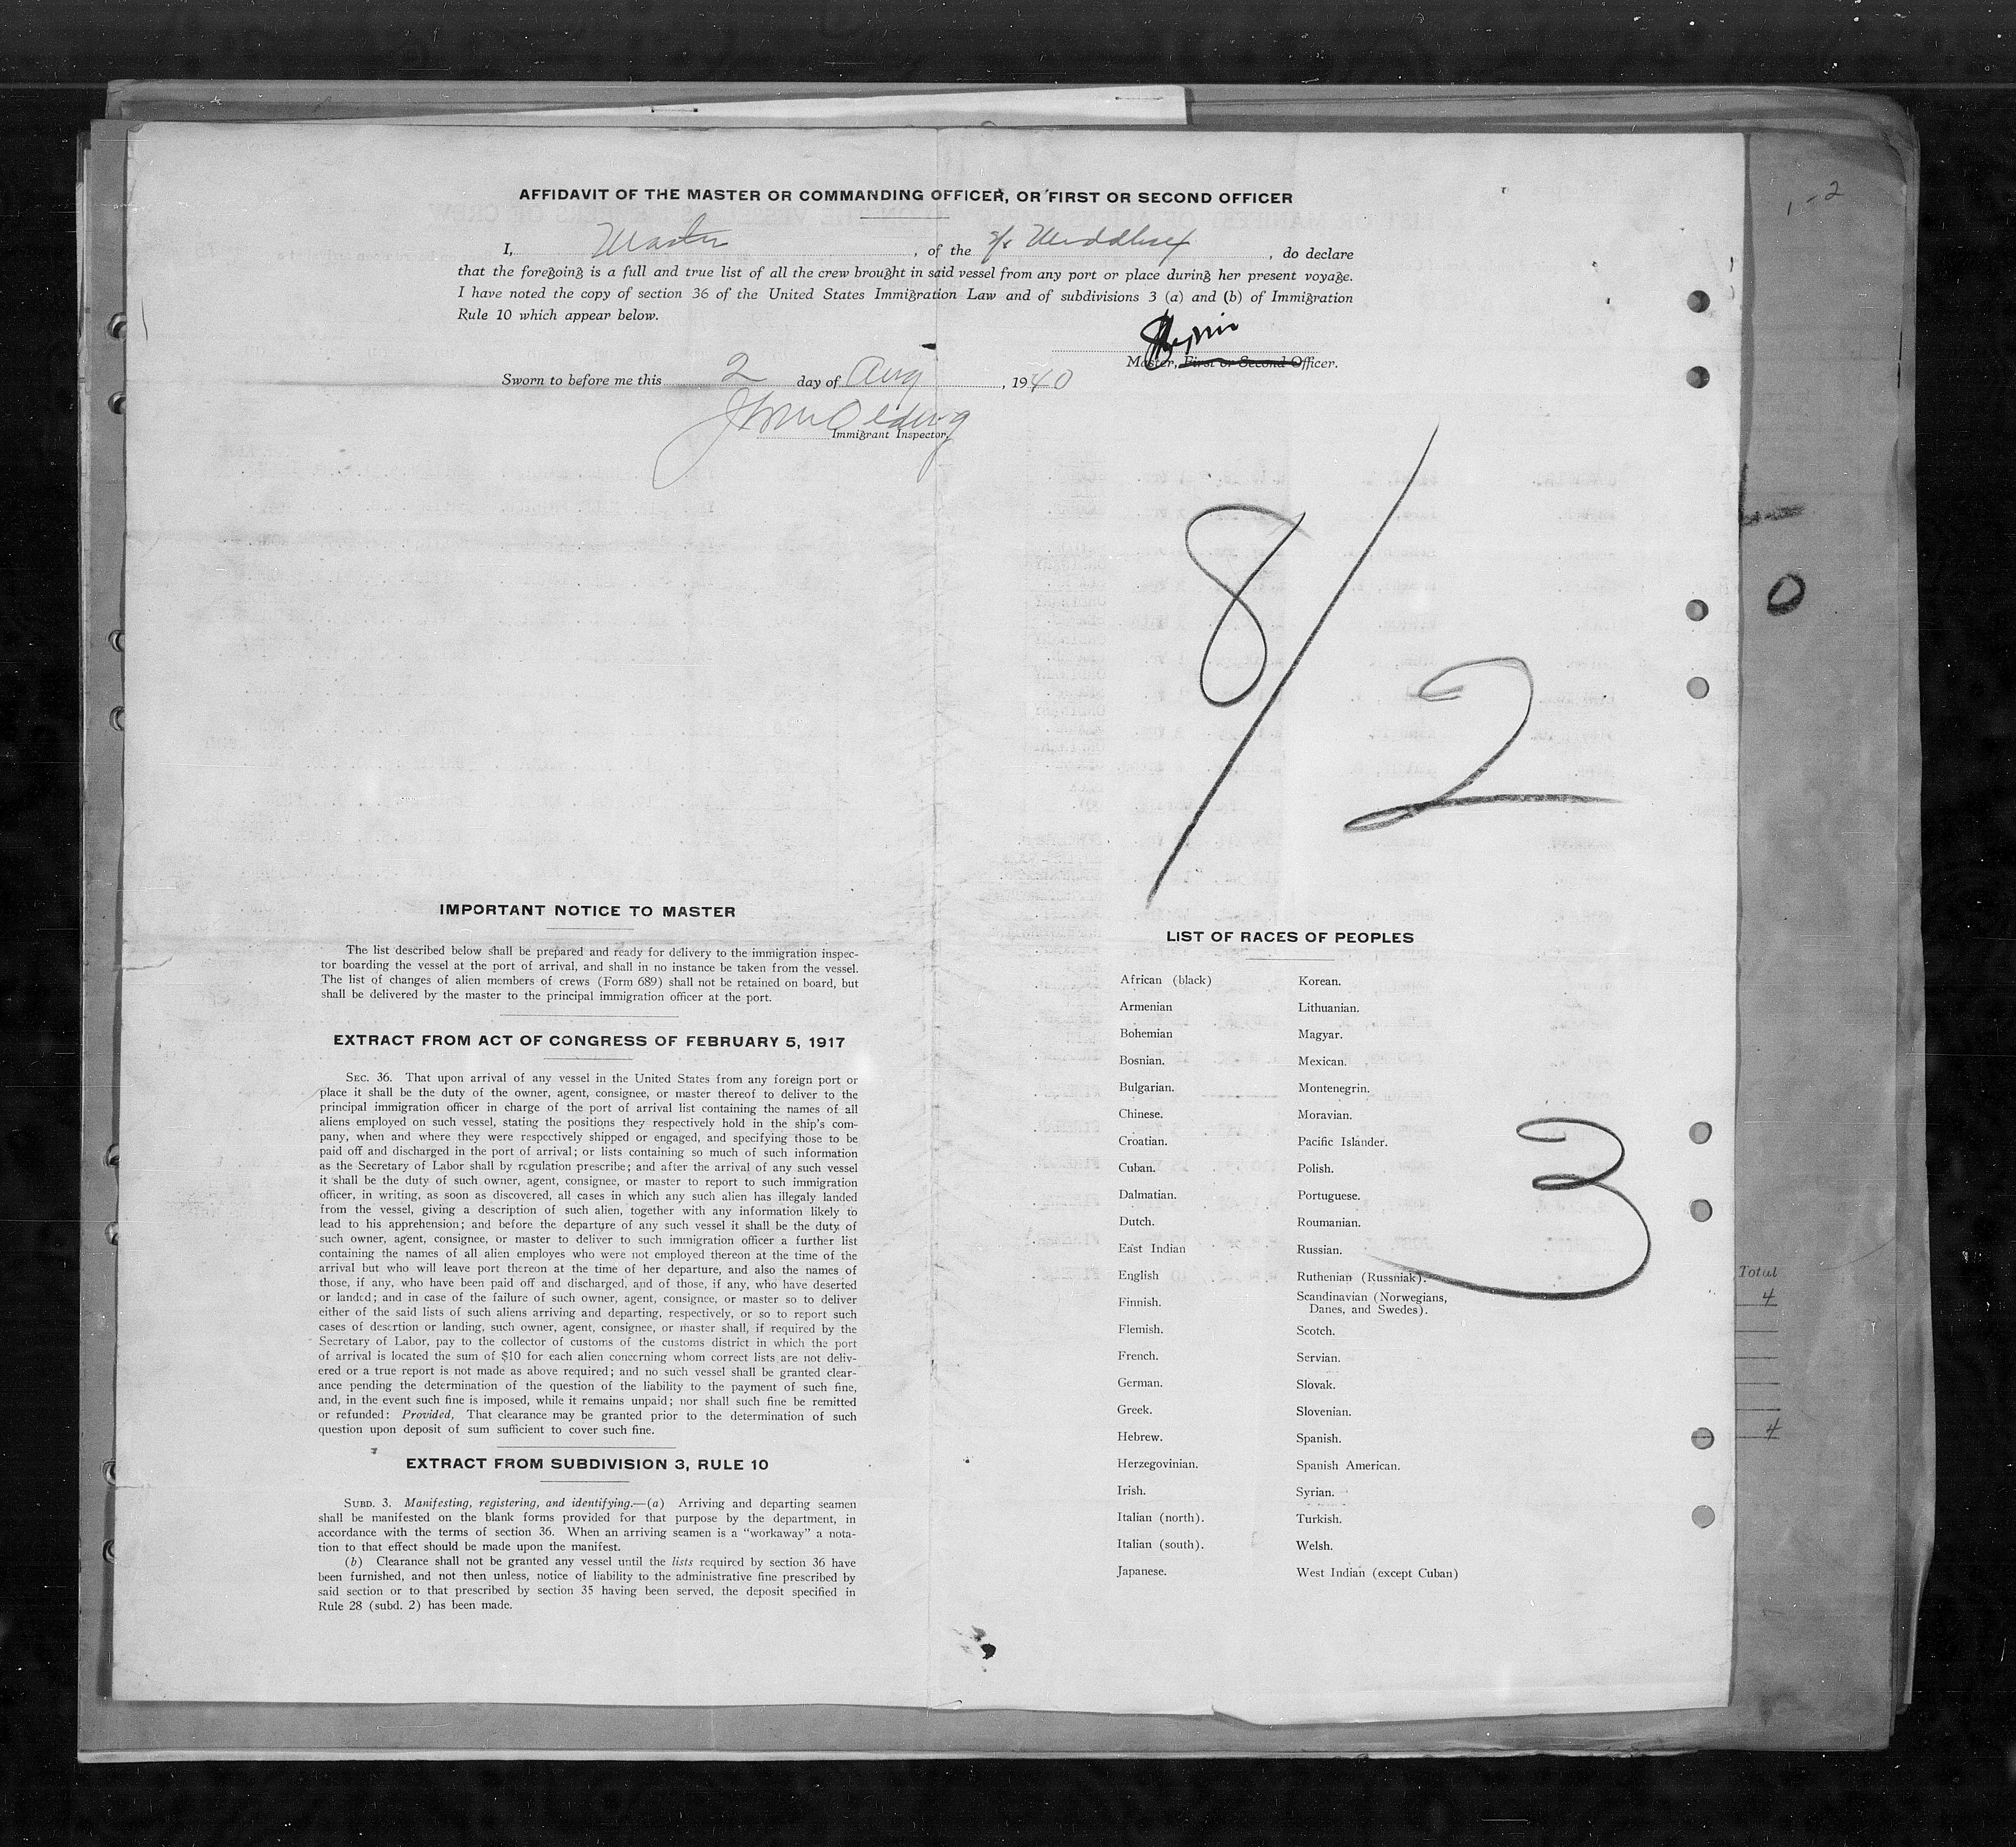 AFFIDAVIT OF THE MASTER OR COMMANDING OFFICER, OR FIRST OR SECOND OFFICER
I, Master, of the s/s Middlesex, do declare
that the foregoing is a full and true list of all the crew brought in said vessel from any port or place during her present voyage.
I have noted the copy of section 36 of the United States Immigration Law and of subdivisions 3 (a) and (b) of Immigration
Rule 10 which appear below.
Master, First or Second Officer.
Sworn to before me this 2 day of Aug, 1940
Immigrant Inspector.
1-2
8/2
0
3
IMPORTANT NOTICE TO MASTER
The list described below shall be prepared and ready for delivery to the immigration inspec-
tor boarding the vessel at the port of arrival, and shall in no instance be taken from the vessel.
The list of changes of alien members of crews (Form 689) shall not be retained on board, but
shall be delivered by the master to the principal immigration officer at the port.
EXTRACT FROM ACT OF CONGRESS OF FEBRUARY 5, 1917
SEC. 36. That upon arrival of any vessel in the United States from any foreign port or
place it shall be the duty of the owner, agent, consignee, or master thereof to deliver to the
principal immigration officer in charge of the port of arrival list containing the names of all
aliens employed on such vessel, stating the positions they respectively hold in the ship's com-
pany, when and where they were respectively shipped or engaged, and specifying those to be
paid off and discharged in the port of arrival; or lists containing so much of such information
as the Secretary of Labor shall by regulation prescribe; and after the arrival of any such vessel
it shall be the duty of such owner, agent, consignee, or master to report to such immigration
officer, in writing, as soon as discovered, all cases in which any such alien has illegaly landed
from the vessel, giving a description of such alien, together with any information likely to
lead to his apprehension; and before the departure of any such vessel it shall be the duty of
such owner, agent, consignee, or master to deliver to such immigration officer a further list
containing the names of all alien employes who were not employed thereon at the time of the
arrival but who will leave port thereon at the time of her departure, and also the names of
those, if any, who have been paid off and discharged, and of those, if any, who have deserted
or landed; and in case of the failure of such owner, agent, consignee, or master so to deliver
either of the said lists of such aliens arriving and departing, respectively, or so to report such
cases of desertion or landing, such owner, agent, consignee, or master shall, if required by the
Secretary of Labor, pay to the collector of customs of the customs district in which the port
of arrival is located the sum of $10 for each alien concerning whom correct lists are not deliv-
ered or a true report is not made as above required; and no such vessel shall be granted clear-
ance pending the determination of the question of the liability to the payment of such fine,
and, in the event such fine is imposed, while it remains unpaid; nor shall such fine be remitted
or refunded: Provided, That clearance may be granted prior to the determination of such
question upon deposit of sum sufficient to cover such fine.
EXTRACT FROM SUBDIVISION 3, RULE 10
SUBD. 3. Manifesting, registering, and identifying.—(a) Arriving and departing seamen
shall be manifested on the blank forms provided for that purpose by the department, in
accordance with the terms of section 36. When an arriving seamen is a "workaway" a nota-
tion to that effect should be made upon the manifest.
(b) Clearance shall not be granted any vessel until the lists required by section 36 have
been furnished, and not then unless, notice of liability to the administrative fine prescribed by
said section or to that prescribed by section 35 having been served, the deposit specified in
Rule 28 (subd. 2) has been made.
LIST OF RACES OF PEOPLES
African (black)
Armenian
Bohemian
Bosnian.
Bulgarian.
Chinese.
Croatian.
Cuban.
Dalmatian.
Dutch.
East Indian
English
Finnish.
Flemish.
French.
German.
Greek.
Hebrew.
Herzegovinian.
Irish.
Italian (north).
Italian (south).
Japanese.
Korean.
Lithuanian.
Magyar.
Mexican.
Montenegrin.
Moravian.
Pacific Islander.
Polish.
Portuguese.
Roumanian.
Russian.
Ruthenian (Russniak).
Scandinavian (Norwegians,
Danes, and Swedes).
Scotch.
Servian.
Slovak.
Slovenian.
Spanish.
Spanish American.
Syrian.
Turkish.
Welsh.
West Indian (except Cuban)
Total
4
4